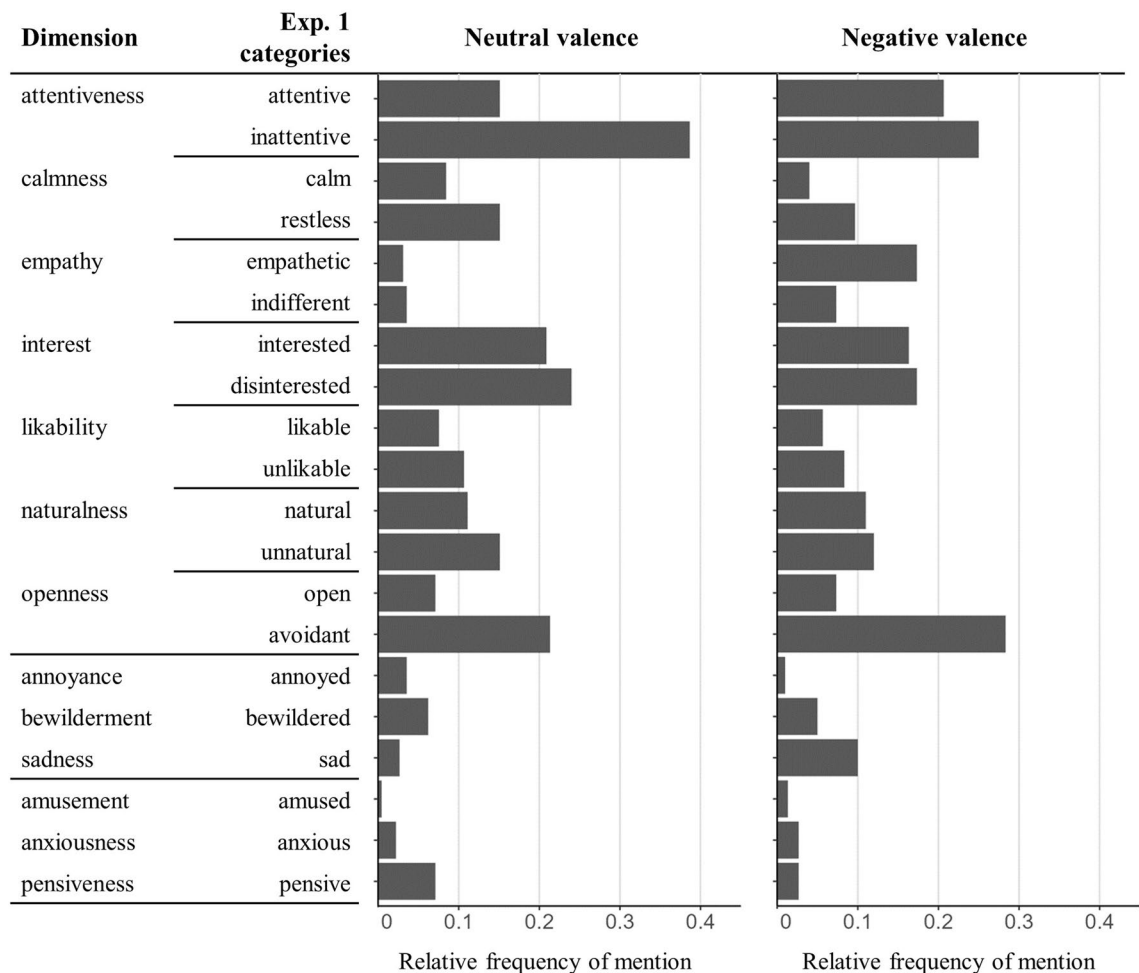 Dimension Exp. 1 categories Neutral valence Negative valence
attentiveness attentive
inattentive
calmness calm
restless
empathy empathetic
indifferent
interest interested
disinterested
likability likable
unlikable
naturalness natural
unnatural
openness open
avoidant
annoyance annoyed
bewilderment bewildered
sadness sad
amusement amused
anxiousness anxious
pensiveness pensive
0 0.1 0.2 0.3 0.4 0 0.1 0.2 0.3 0.4
Relative frequency of mention Relative frequency of mention